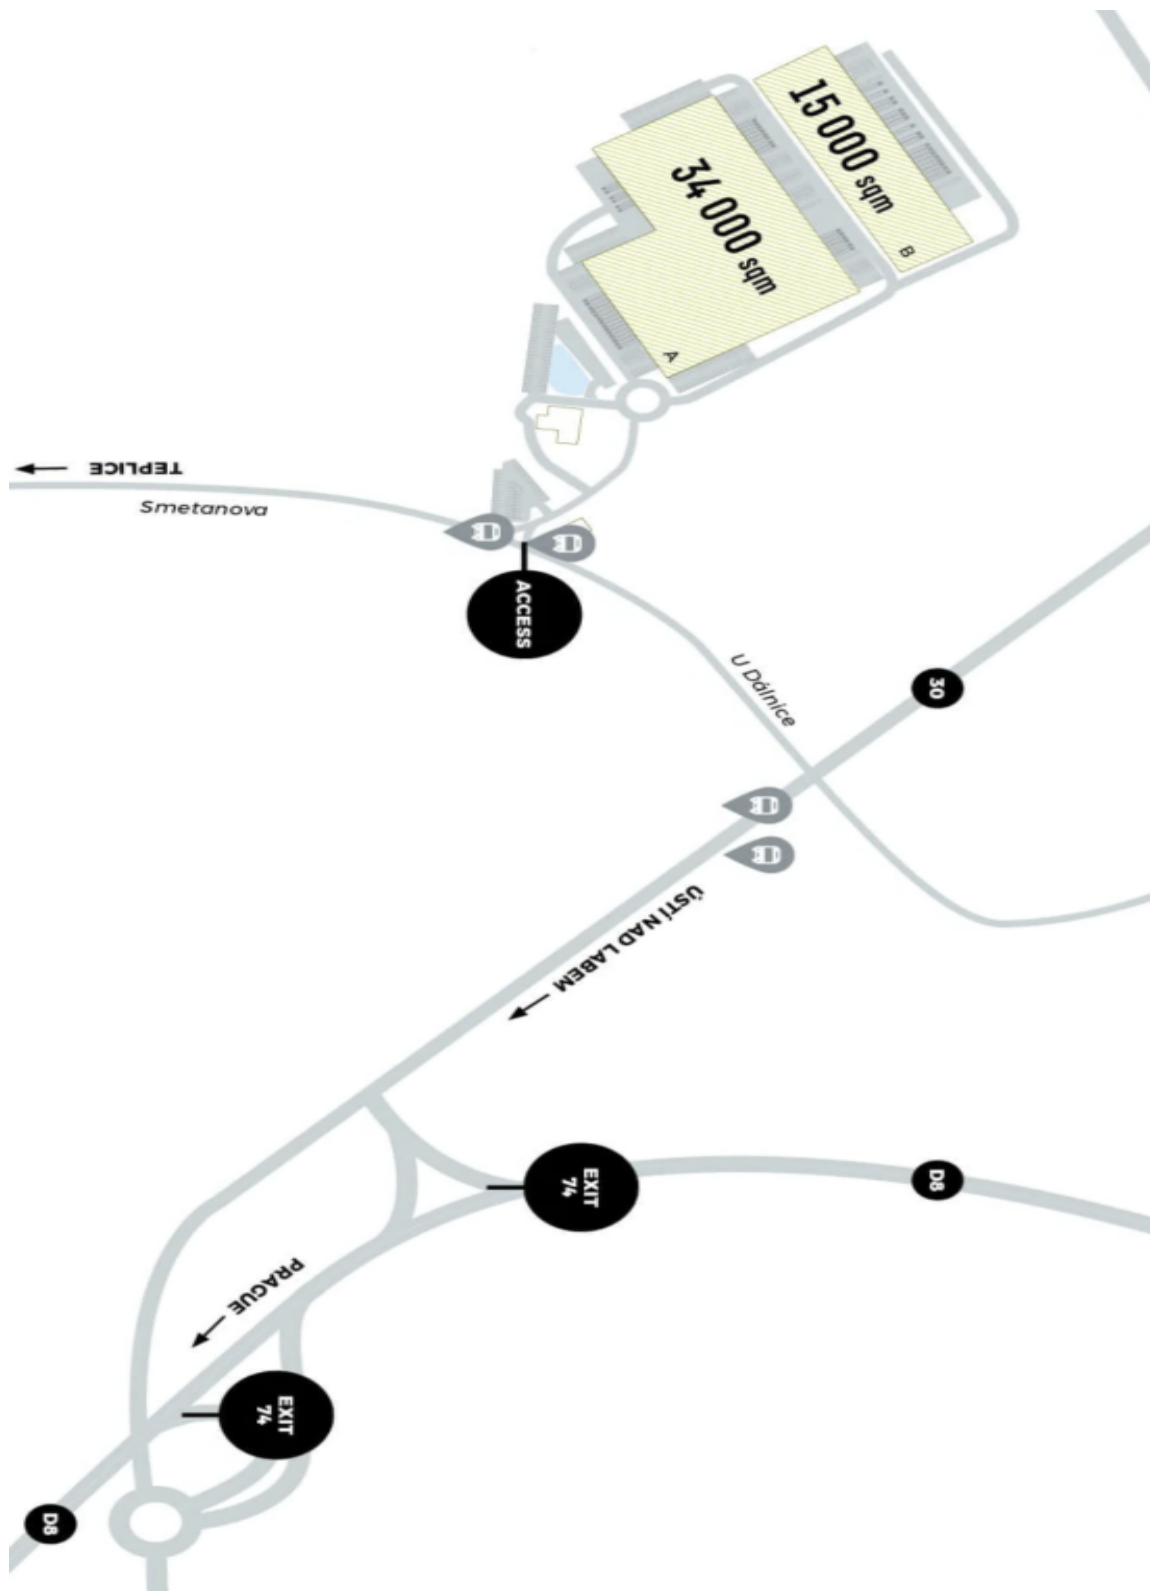 15 000 sqm
B
34 000 sqm
A
TEPLICE
Smetanova
ACCESS
U Dálnice
30
ÚSTÍ NAD LABEM
EXIT
74
D8
PRAGUE
EXIT
74
D8